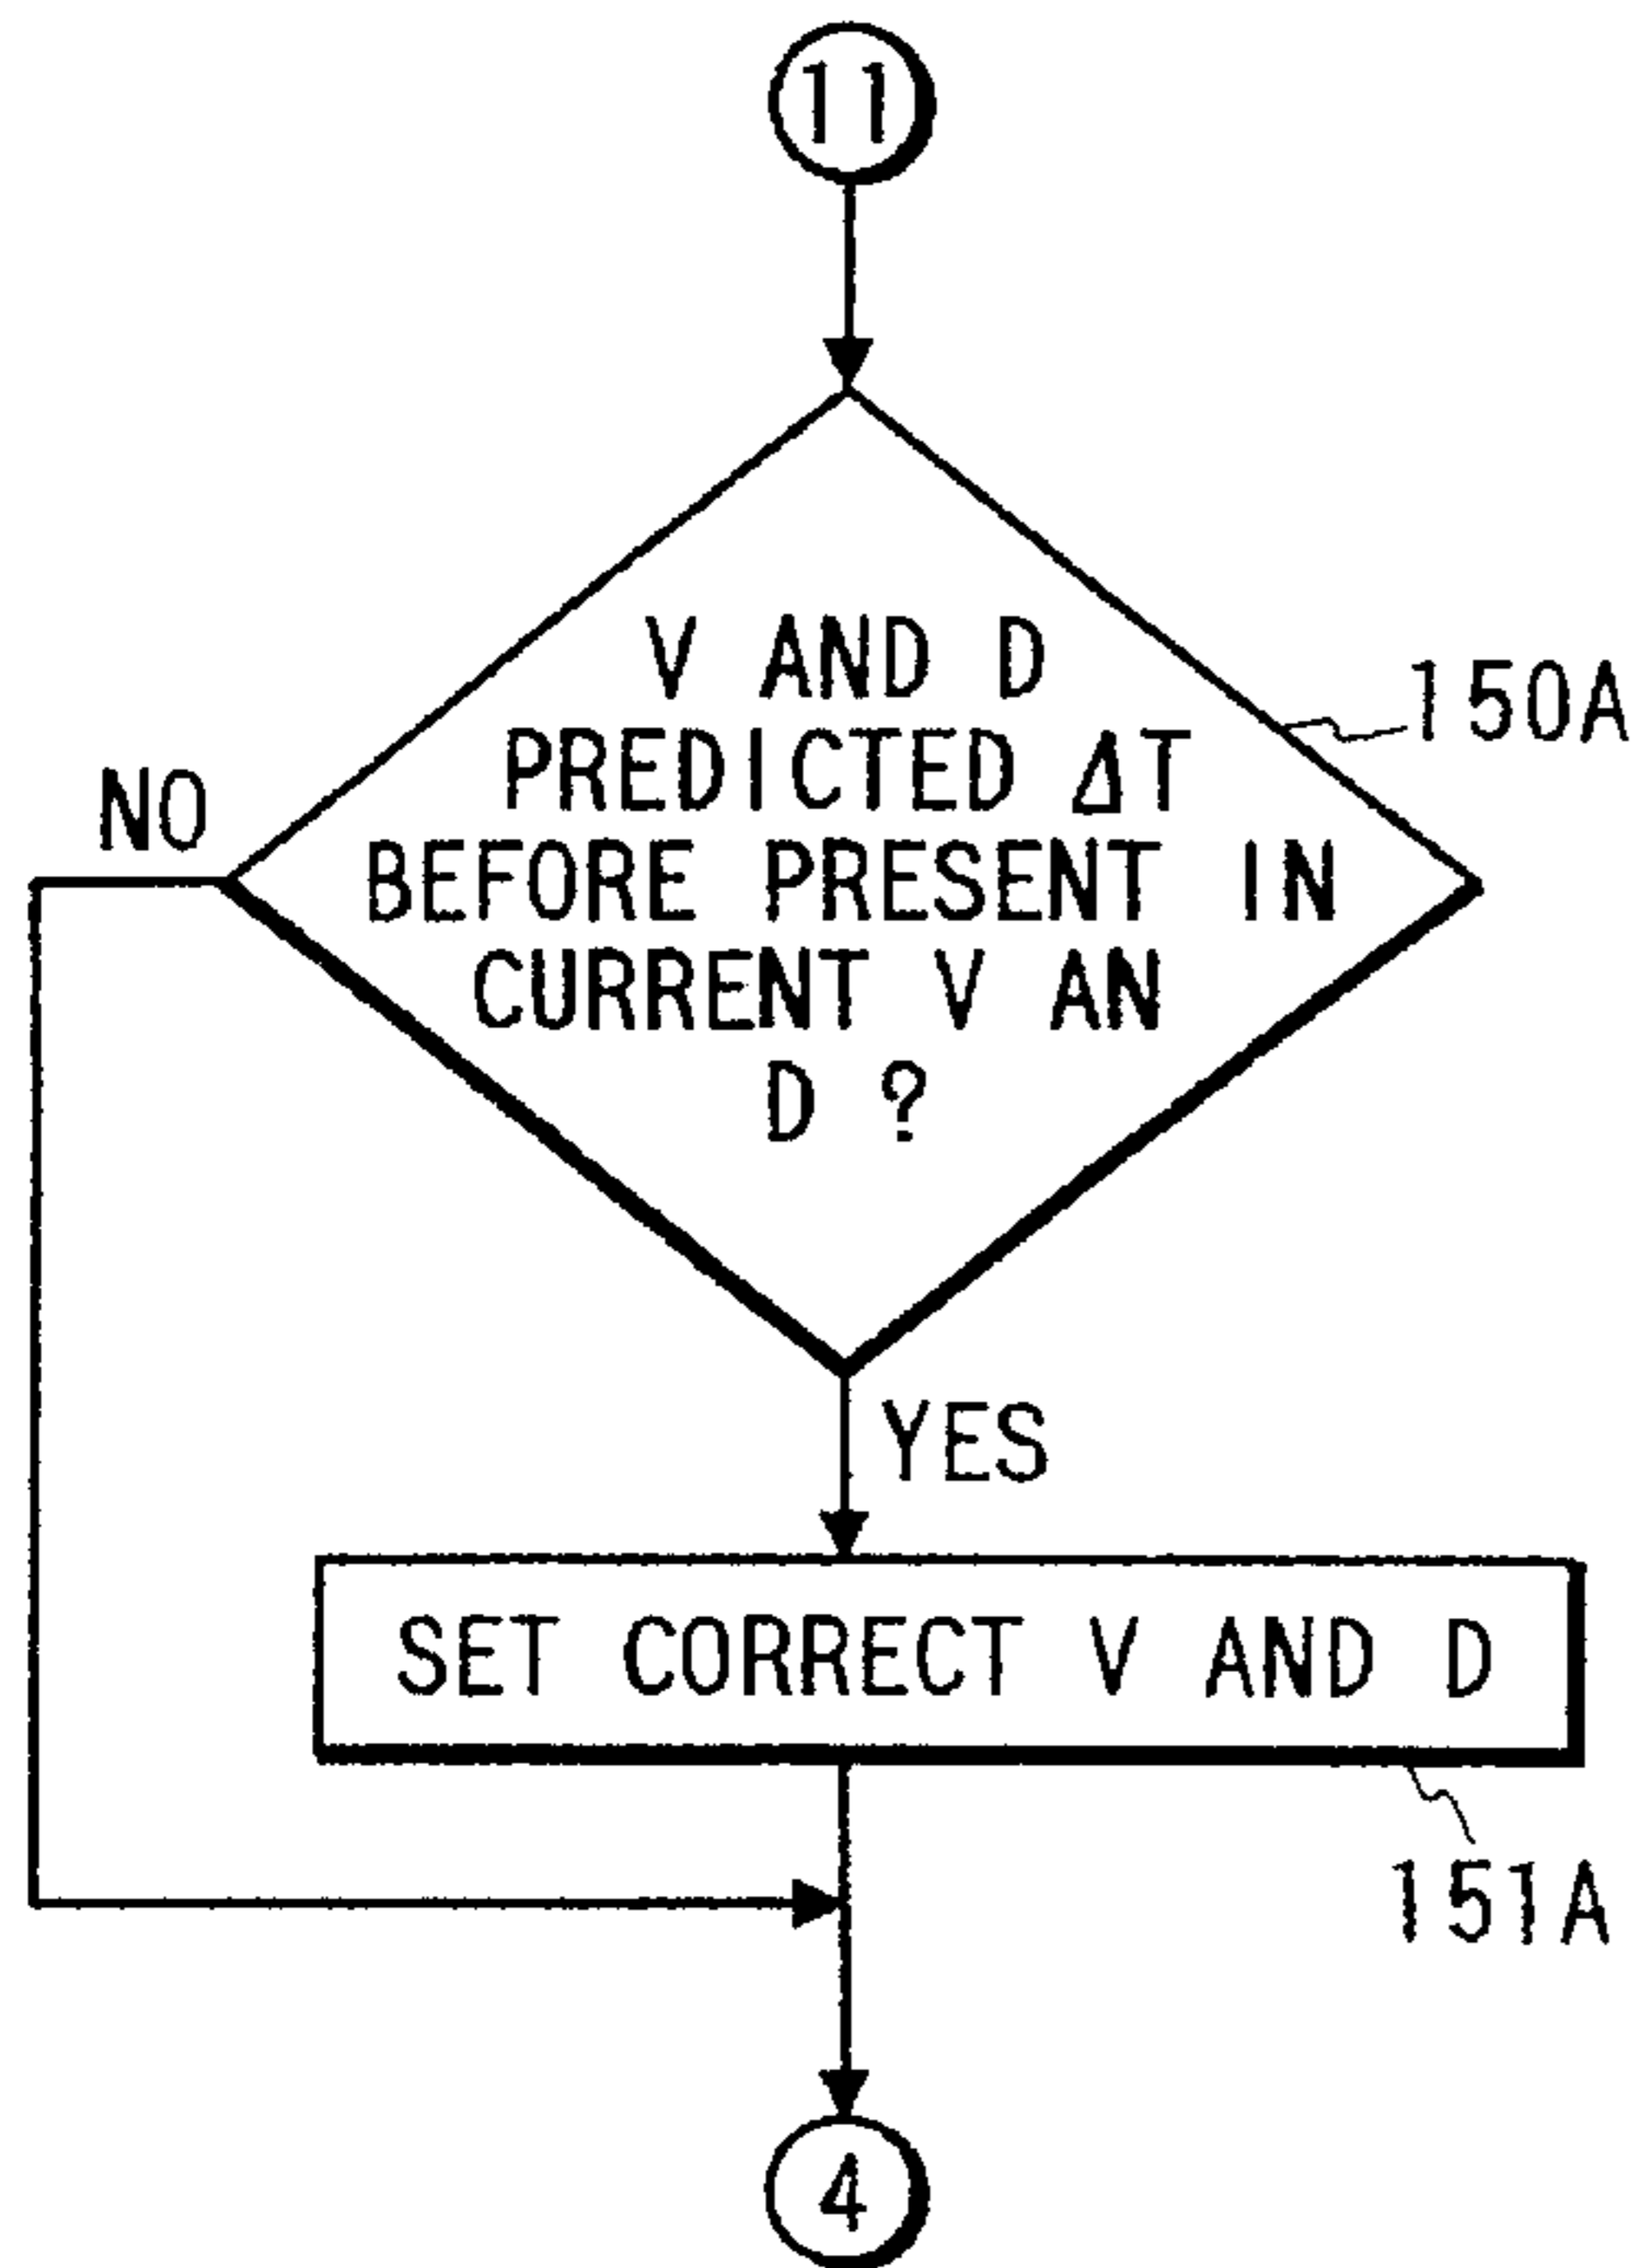 11
V AND D
PREDICTED ΔT
BEFORE PRESENT IN
CURRENT V AN
D ?
150A
NO
YES
SET CORRECT V AND D
151A
4